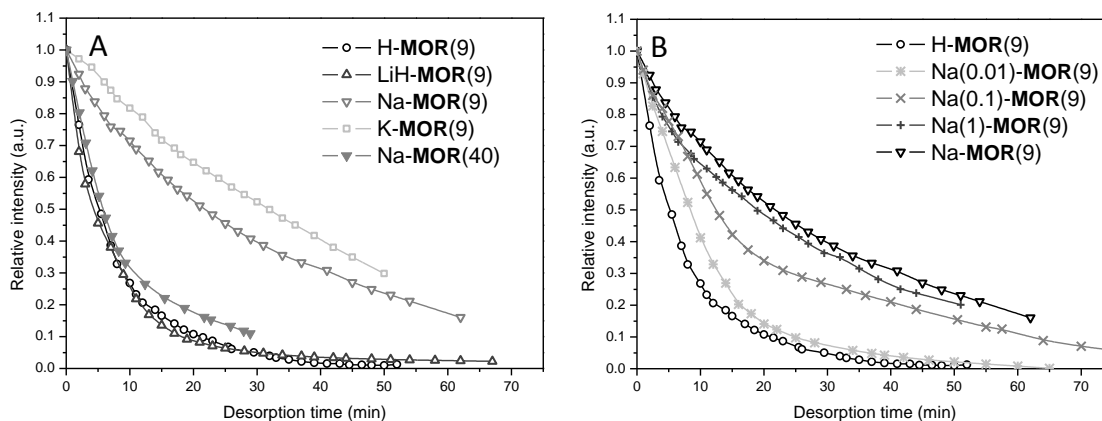 A
H-MOR(9)
LiH-MOR(9)
Na-MOR(9)
K-MOR(9)
Na-MOR(40)
Relative intensity (a.u.)
1.1
1.0
0.9
0.8
0.7
0.6
0.5
0.4
0.3
0.2
0.1
0.0
0 10 20 30 40 50 60 70
Desorption time (min)
B
H-MOR(9)
Na(0.01)-MOR(9)
Na(0.1)-MOR(9)
Na(1)-MOR(9)
Na-MOR(9)
Relative intensity (a.u.)
1.1
1.0
0.9
0.8
0.7
0.6
0.5
0.4
0.3
0.2
0.1
0.0
0 10 20 30 40 50 60 70
Desorption time (min)